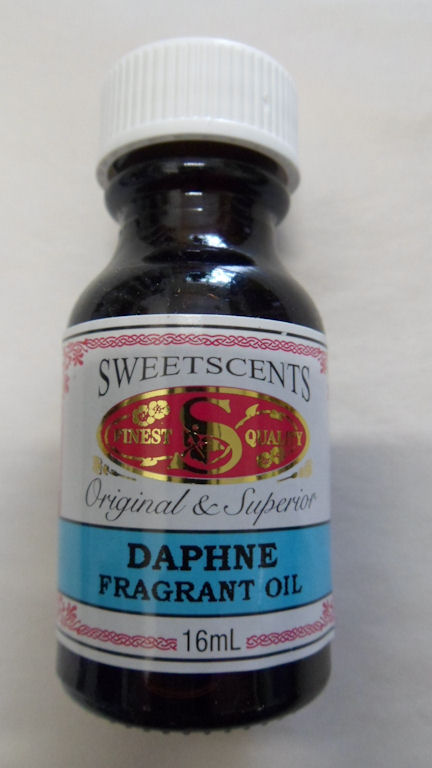 SWEETSCENTS
FINEST S QUALITY
Original & Superior
DAPHNE
FRAGRANT OIL
16mL